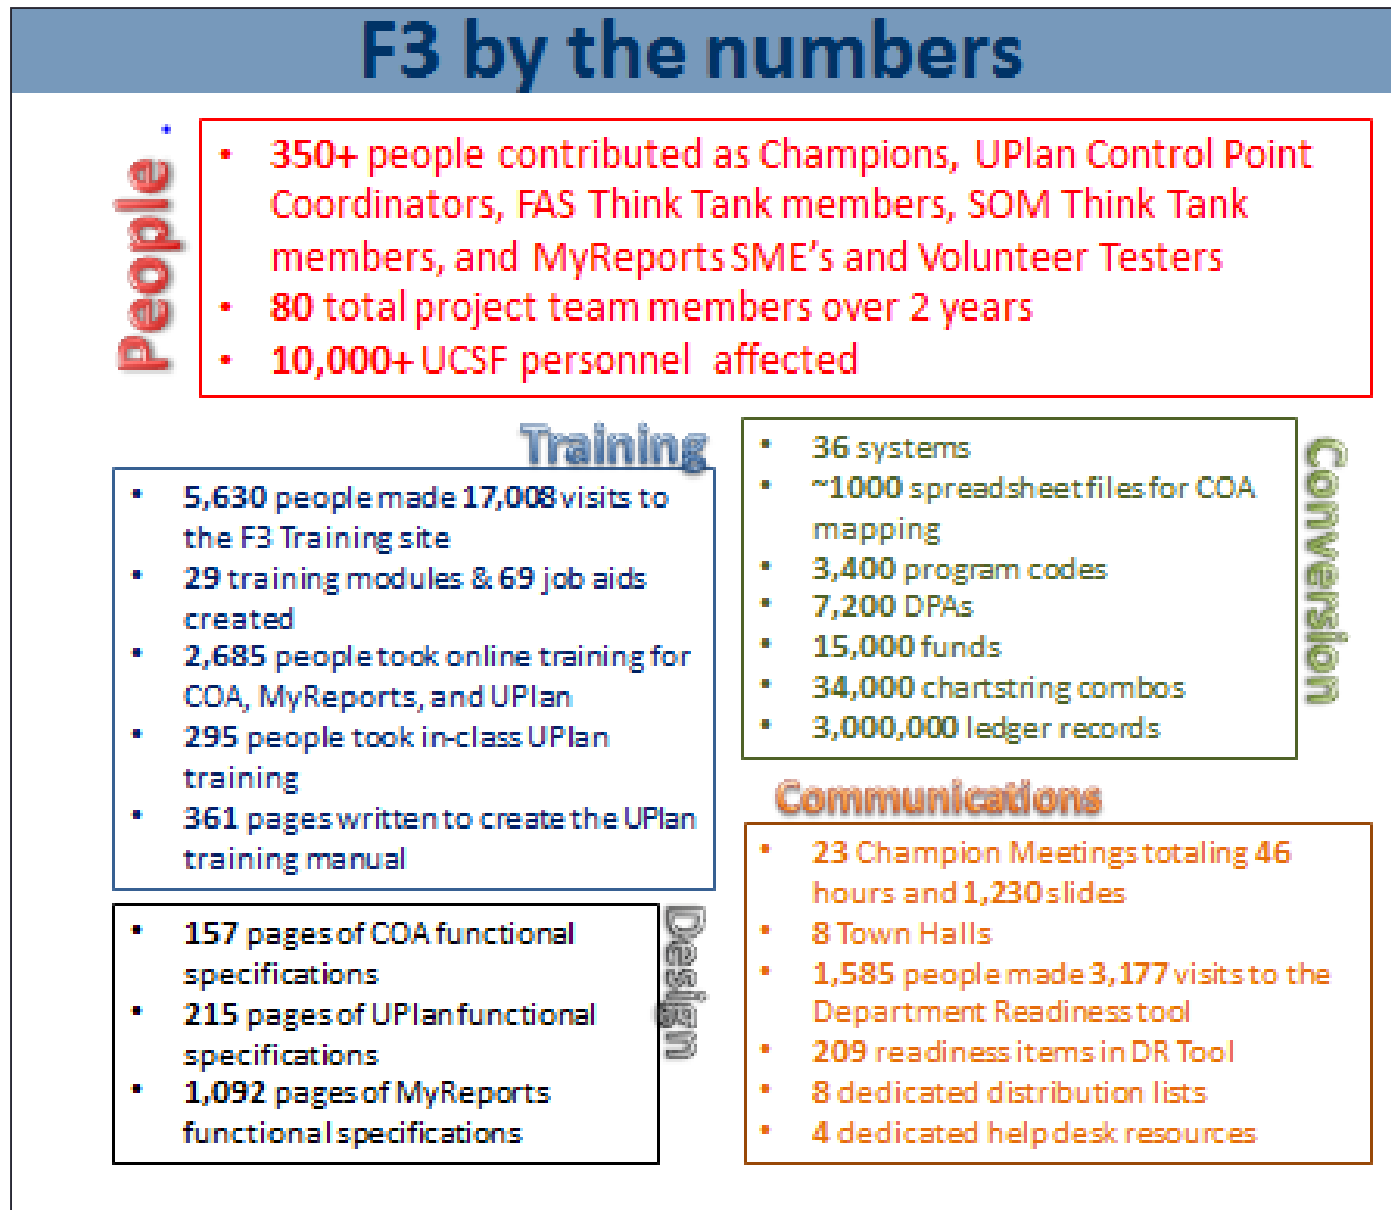 F3 by the numbers
People
• 350+ people contributed as Champions, UPlan Control Point
Coordinators, FAS Think Tank members, SOM Think Tank
members, and MyReports SME's and Volunteer Testers
• 80 total project team members over 2 years
• 10,000+ UCSF personnel affected
Training
• 5,630 people made 17,008 visits to
the F3 Training site
• 29 training modules & 69 job aids
created
• 2,685 people took online training for
COA, MyReports, and UPlan
• 295 people took in-class UPlan
training
• 361 pages written to create the UPlan
training manual
Conversion
• 36 systems
• ~1000 spreadsheet files for COA
mapping
• 3,400 program codes
• 7,200 DPAs
• 15,000 funds
• 34,000 chartstring combos
• 3,000,000 ledger records
Design
• 157 pages of COA functional
specifications
• 215 pages of UPlan functional
specifications
• 1,092 pages of MyReports
functional specifications
Communications
• 23 Champion Meetings totaling 46
hours and 1,230 slides
• 8 Town Halls
• 1,585 people made 3,177 visits to the
Department Readiness tool
• 209 readiness items in DR Tool
• 8 dedicated distribution lists
• 4 dedicated help desk resources